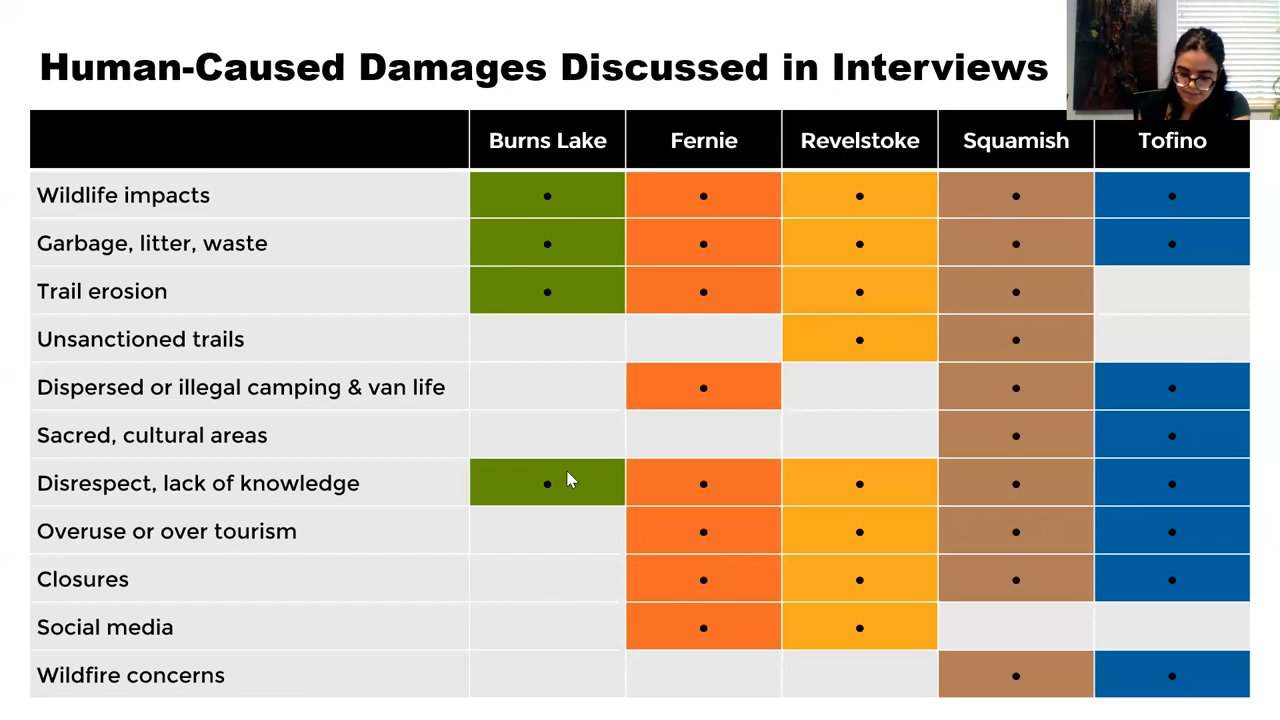 Human-Caused Damages Discussed in Interviews
Burns Lake Fernie Revelstoke Squamish Tofino
Wildlife impacts • • • • •
Garbage, litter, waste • • • • •
Trail erosion • • • •
Unsanctioned trails • •
Dispersed or illegal camping & van life • • •
Sacred, cultural areas • •
Disrespect, lack of knowledge • • • • •
Overuse or over tourism • • • •
Closures • • • •
Social media • •
Wildfire concerns • •